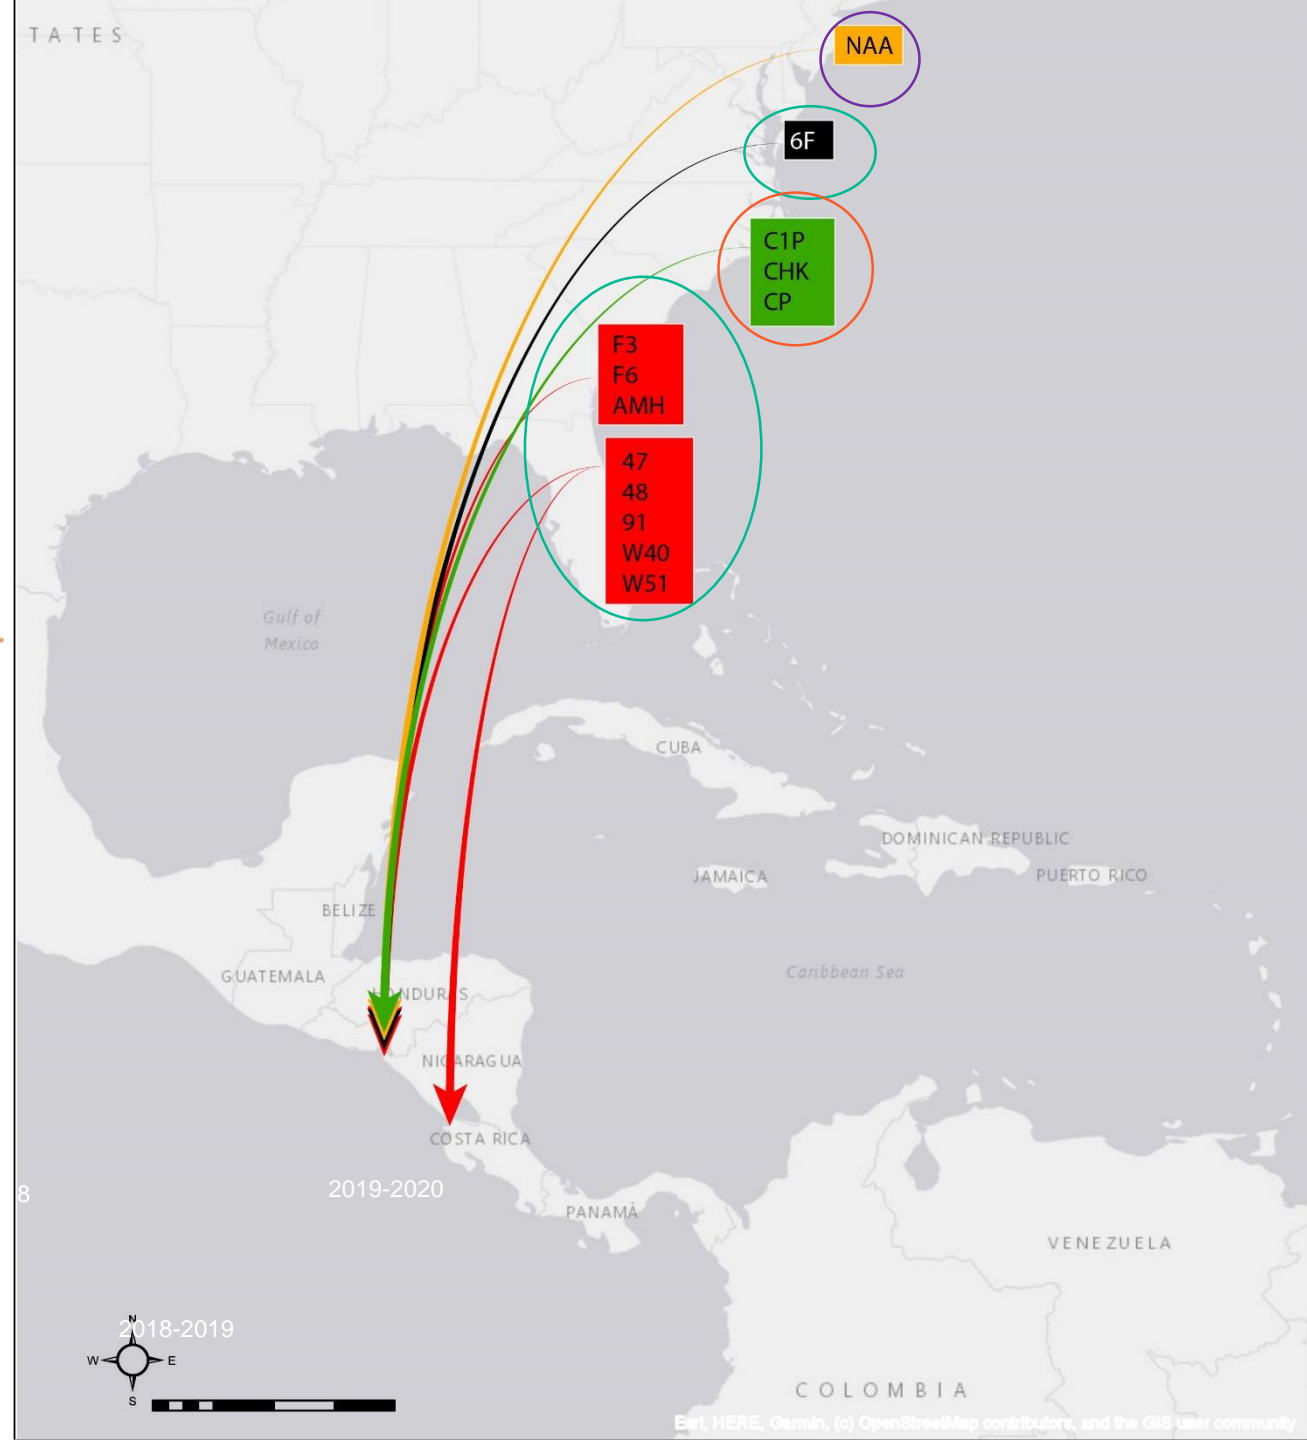 TATES
NAA
6F
C1P
CHK
CP
F3
F6
AMH
47
48
91
W40
W51
Gulf of
Mexico
CUBA
DOMINICAN REPUBLIC
JAMAICA
PUERTO RICO
BELIZE
GUATEMALA
Caribbean Sea
HONDURAS
NICARAGUA
COSTA RICA
8
2019-2020
PANAMÁ
VENEZUELA
N
2018-2019
W E
S
COLOMBIA
Esri, HERE, Garmin, (c) OpenStreetMap contributors, and the GIS user community